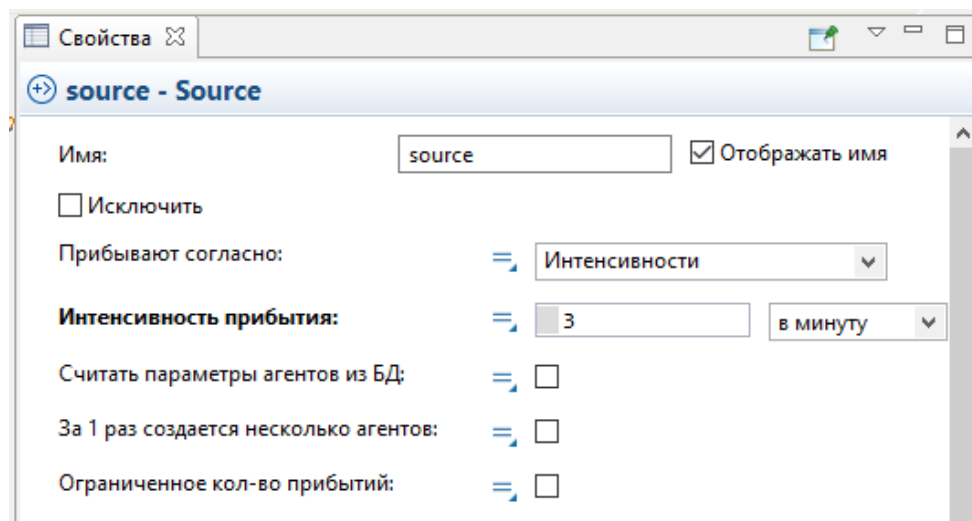 Свойства
source - Source
Имя: source Отображать имя
Исключить
Прибывают согласно: Интенсивности
Интенсивность прибытия: 3 в минуту
Считать параметры агентов из БД:
За 1 раз создается несколько агентов:
Ограниченное кол-во прибытий: